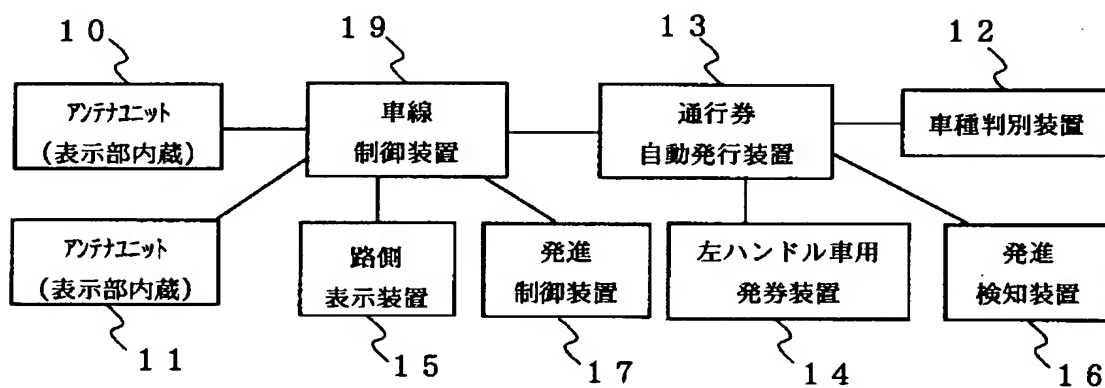 １０
１９
１３
１２
アンテナユニット
(表示部内蔵)
車線
制御装置
通行券
自動発行装置
車種判別装置
アンテナユニット
(表示部内蔵)
路側
表示装置
発進
制御装置
左ハンドル車用
発券装置
発進
検知装置
１１
１５
１７
１４
１６